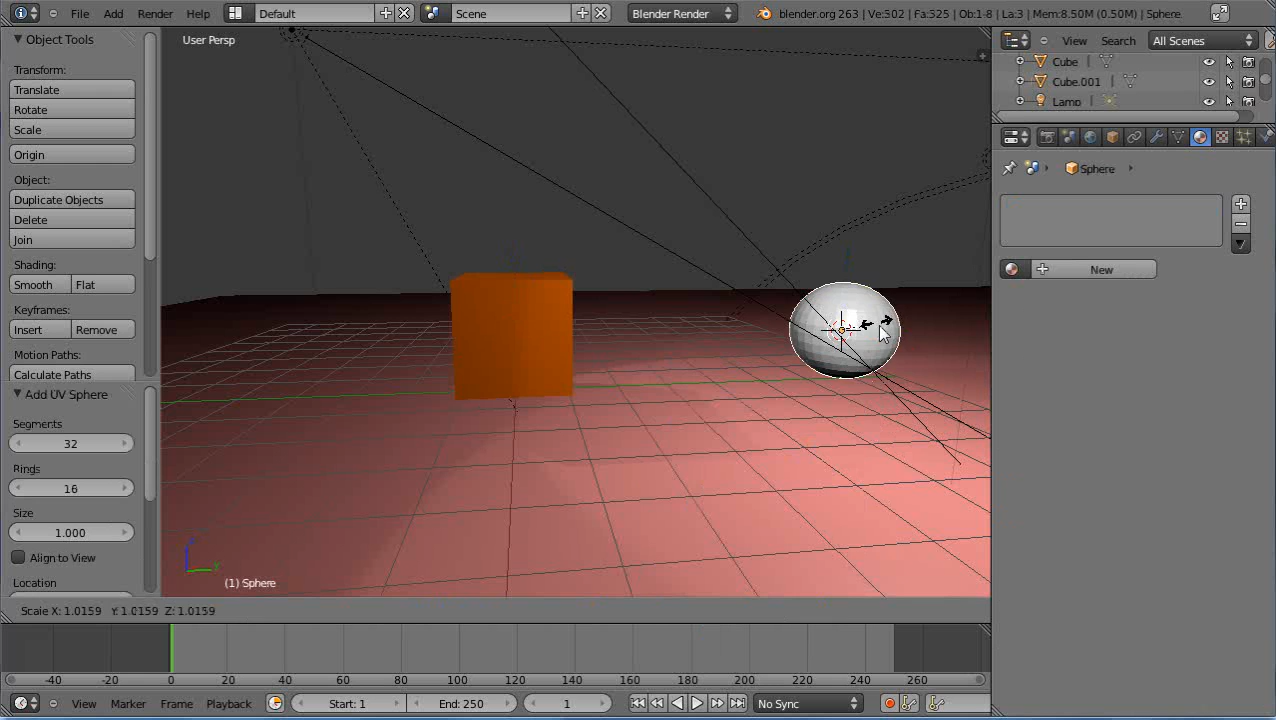 File Add Render Help Default Scene Blender Render blender.org 263 | Ve:302 | Fa:325 | Ob:1-8 | La:3 | Mem:8.50M (0.50M) | Sphere
Object Tools
User Persp
View Search All Scenes
Transform:
Translate
Rotate
Scale
Origin
Object:
Duplicate Objects
Delete
Join
Shading:
Smooth Flat
Keyframes:
Insert Remove
Motion Paths:
Calculate Paths
Add UV Sphere
Segments
32
Rings
16
Size
1.000
Align to View
Location
(1) Sphere
Cube
Cube.001
Lamp
Sphere
New
Scale X: 1.0159 Y: 1.0159 Z: 1.0159
-40 -20 0 20 40 60 80 100 120 140 160 180 200 220 240 260
View Marker Frame Playback Start: 1 End: 250 1 No Sync